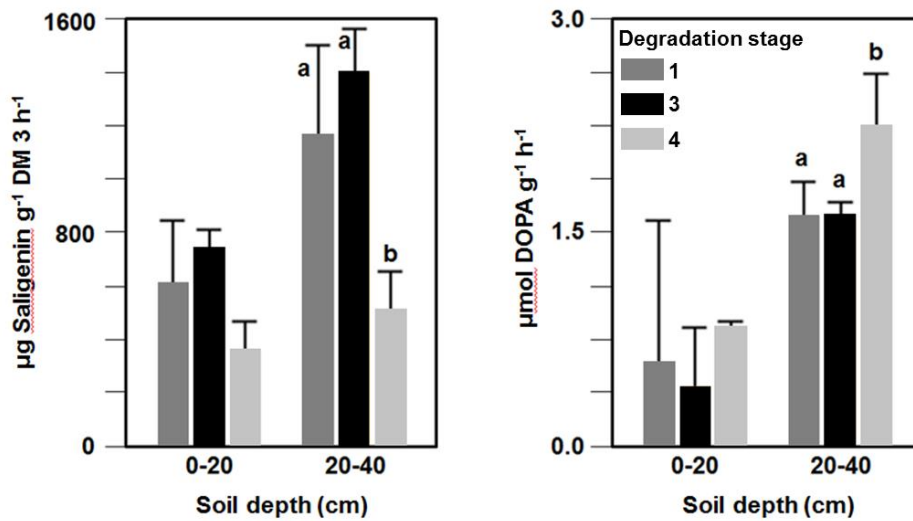 1600
800
0
µg Saligenin g⁻¹ DM 3 h⁻¹
a
a
b
0-20
20-40
Soil depth (cm)
3.0
1.5
0.0
µmol DOPA g⁻¹ h⁻¹
Degradation stage
1
3
4
a
a
b
0-20
20-40
Soil depth (cm)